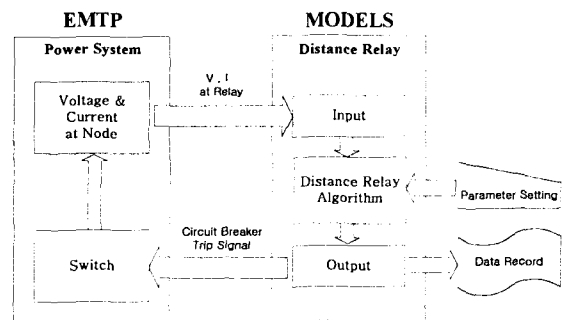 EMTP
MODELS
Power System
Distance Relay
Voltage &
Current
at Node
V , I
at Relay
Input
Distance Relay
Algorithm
Parameter Setting
Circuit Breaker
Trip Signal
Switch
Output
Data Record